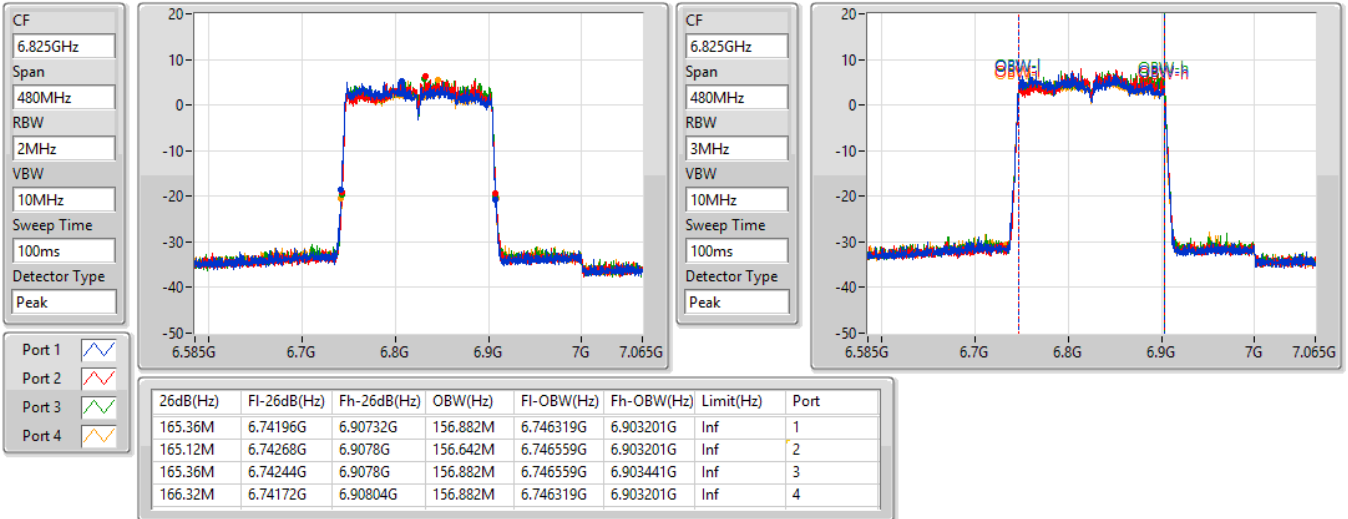 CF
6.825GHz
Span
480MHz
RBW
2MHz
VBW
10MHz
Sweep Time
100ms
Detector Type
Peak
20
10
0
-10
-20
-30
-40
-50
6.585G 6.7G 6.8G 6.9G 7G 7.065G
CF
6.825GHz
Span
480MHz
RBW
3MHz
VBW
10MHz
Sweep Time
100ms
Detector Type
Peak
20
10
0
-10
-20
-30
-40
-50
OBW-l OBW-h
6.585G 6.7G 6.8G 6.9G 7G 7.065G
Port 1
Port 2
Port 3
Port 4
26dB(Hz) Fl-26dB(Hz) Fh-26dB(Hz) OBW(Hz) Fl-OBW(Hz) Fh-OBW(Hz) Limit(Hz) Port
165.36M 6.74196G 6.90732G 156.882M 6.746319G 6.903201G Inf 1
165.12M 6.74268G 6.9078G 156.642M 6.746559G 6.903201G Inf 2
165.36M 6.74244G 6.9078G 156.882M 6.746559G 6.903441G Inf 3
166.32M 6.74172G 6.90804G 156.882M 6.746319G 6.903201G Inf 4